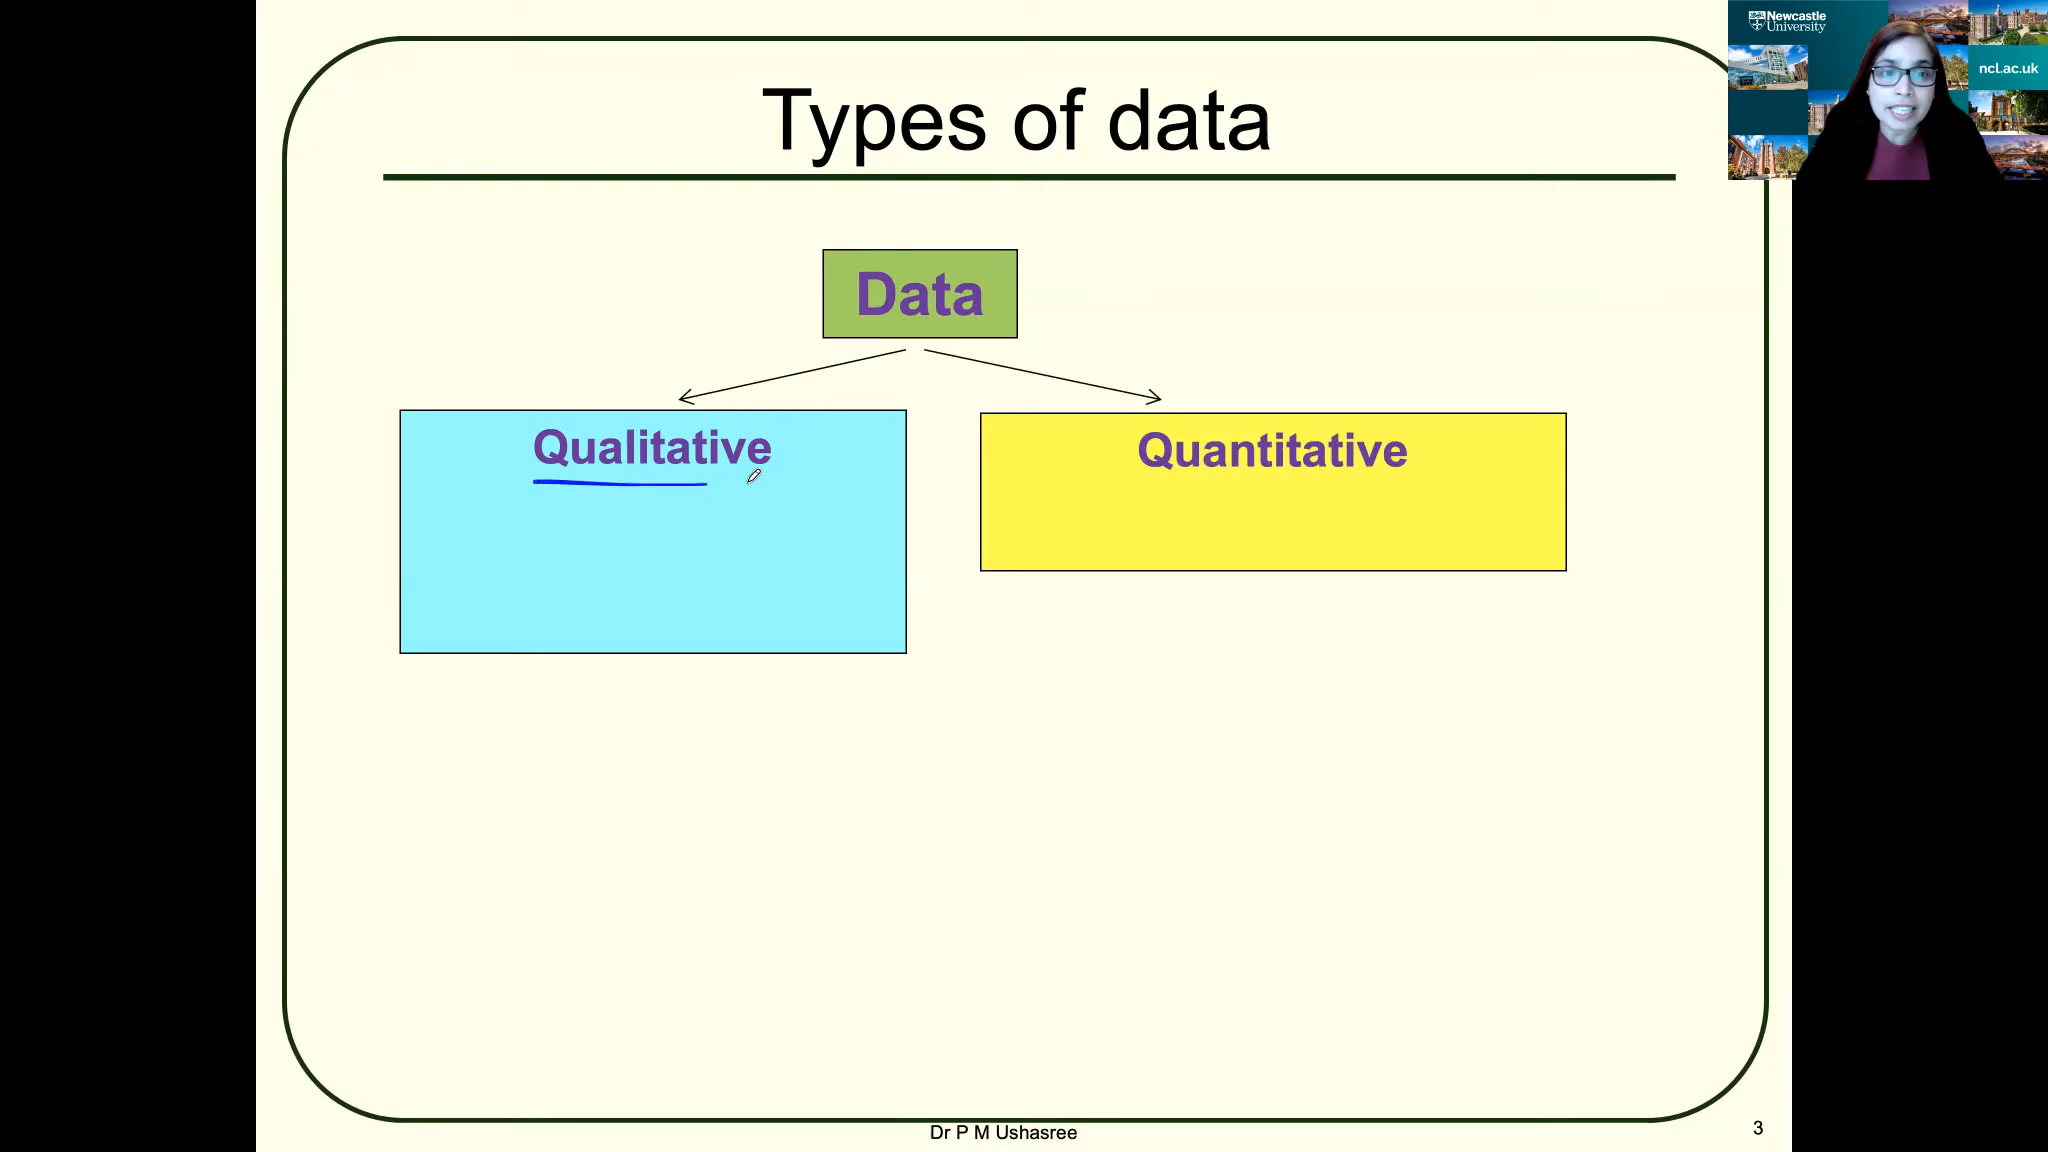 Types of data
Newcastle
University
ncl.ac.uk
Data
Qualitative
Quantitative
Dr P M Ushasree
3